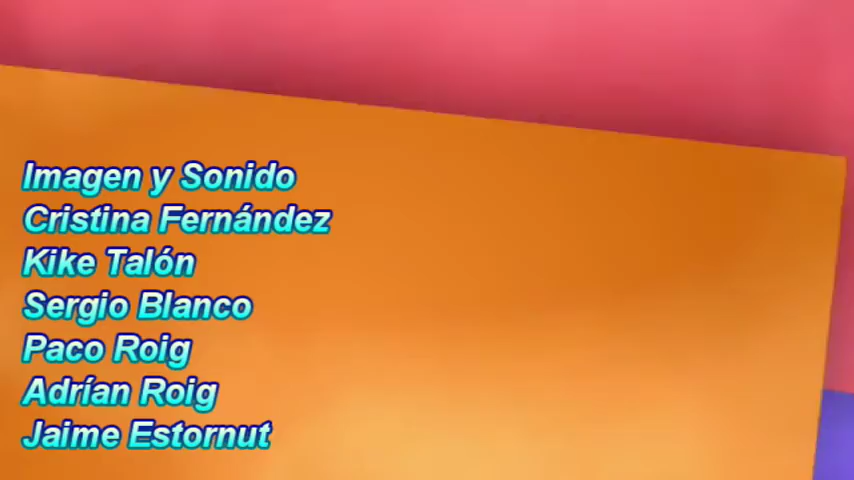 Imagen y Sonido
Cristina Fernández
Kike Talón
Sergio Blanco
Paco Roig
Adrían Roig
Jaime Estornut